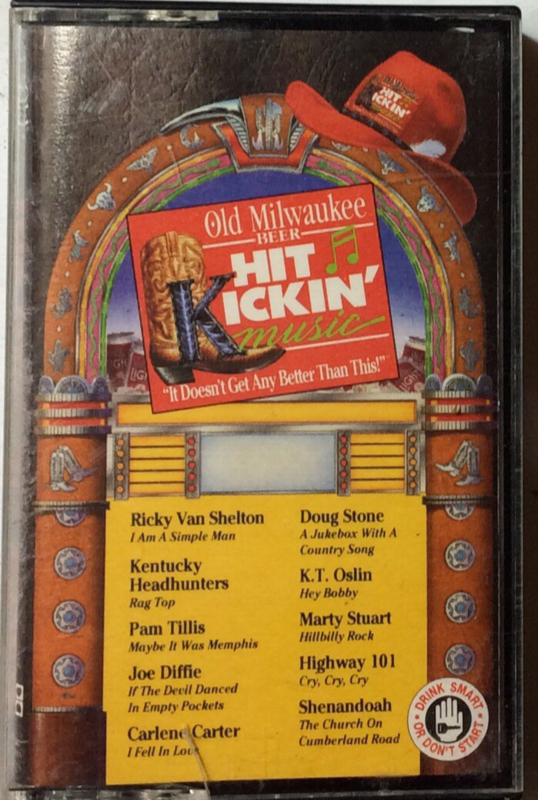 Old Milwaukee
HIT
KICKIN'
Old Milwaukee
BEER
HIT
KICKIN'
music
"It Doesn't Get Any Better Than This!"
Ricky Van Shelton
I Am A Simple Man
Kentucky
Headhunters
Rag Top
Pam Tillis
Maybe It Was Memphis
Joe Diffie
If The Devil Danced
In Empty Pockets
Carlene Carter
I Fell In Love
Doug Stone
A Jukebox With A
Country Song
K.T. Oslin
Hey Bobby
Marty Stuart
Hillbilly Rock
Highway 101
Cry, Cry, Cry
Shenandoah
The Church On
Cumberland Road
DRINK SMART
OR DON'T START